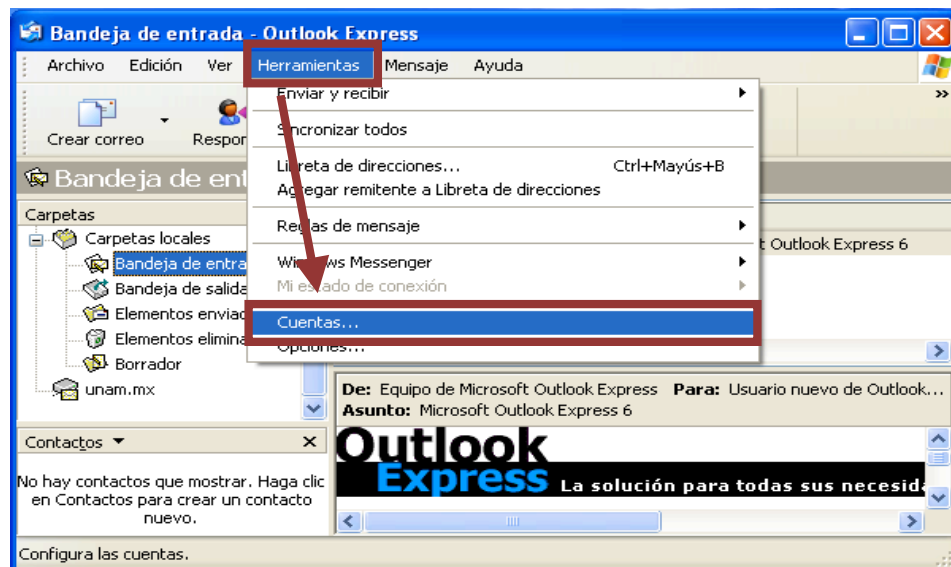 Bandeja de entrada - Outlook Express
Archivo Edición Ver Herramientas Mensaje Ayuda
Crear correo Respon
Enviar y recibir
Sincronizar todos
Libreta de direcciones... Ctrl+Mayús+B
Agregar remitente a Libreta de direcciones
Reglas de mensaje
Windows Messenger
Mi estado de conexión
Cuentas...
Opciones...
Bandeja de ent
Carpetas
Carpetas locales
Bandeja de entra
Bandeja de salida
Elementos enviad
Elementos elimina
Borrador
unam.mx
t Outlook Express 6
De: Equipo de Microsoft Outlook Express Para: Usuario nuevo de Outlook...
Asunto: Microsoft Outlook Express 6
Outlook
Express La solución para todas sus necesida
Contactos
No hay contactos que mostrar. Haga clic
en Contactos para crear un contacto
nuevo.
Configura las cuentas.